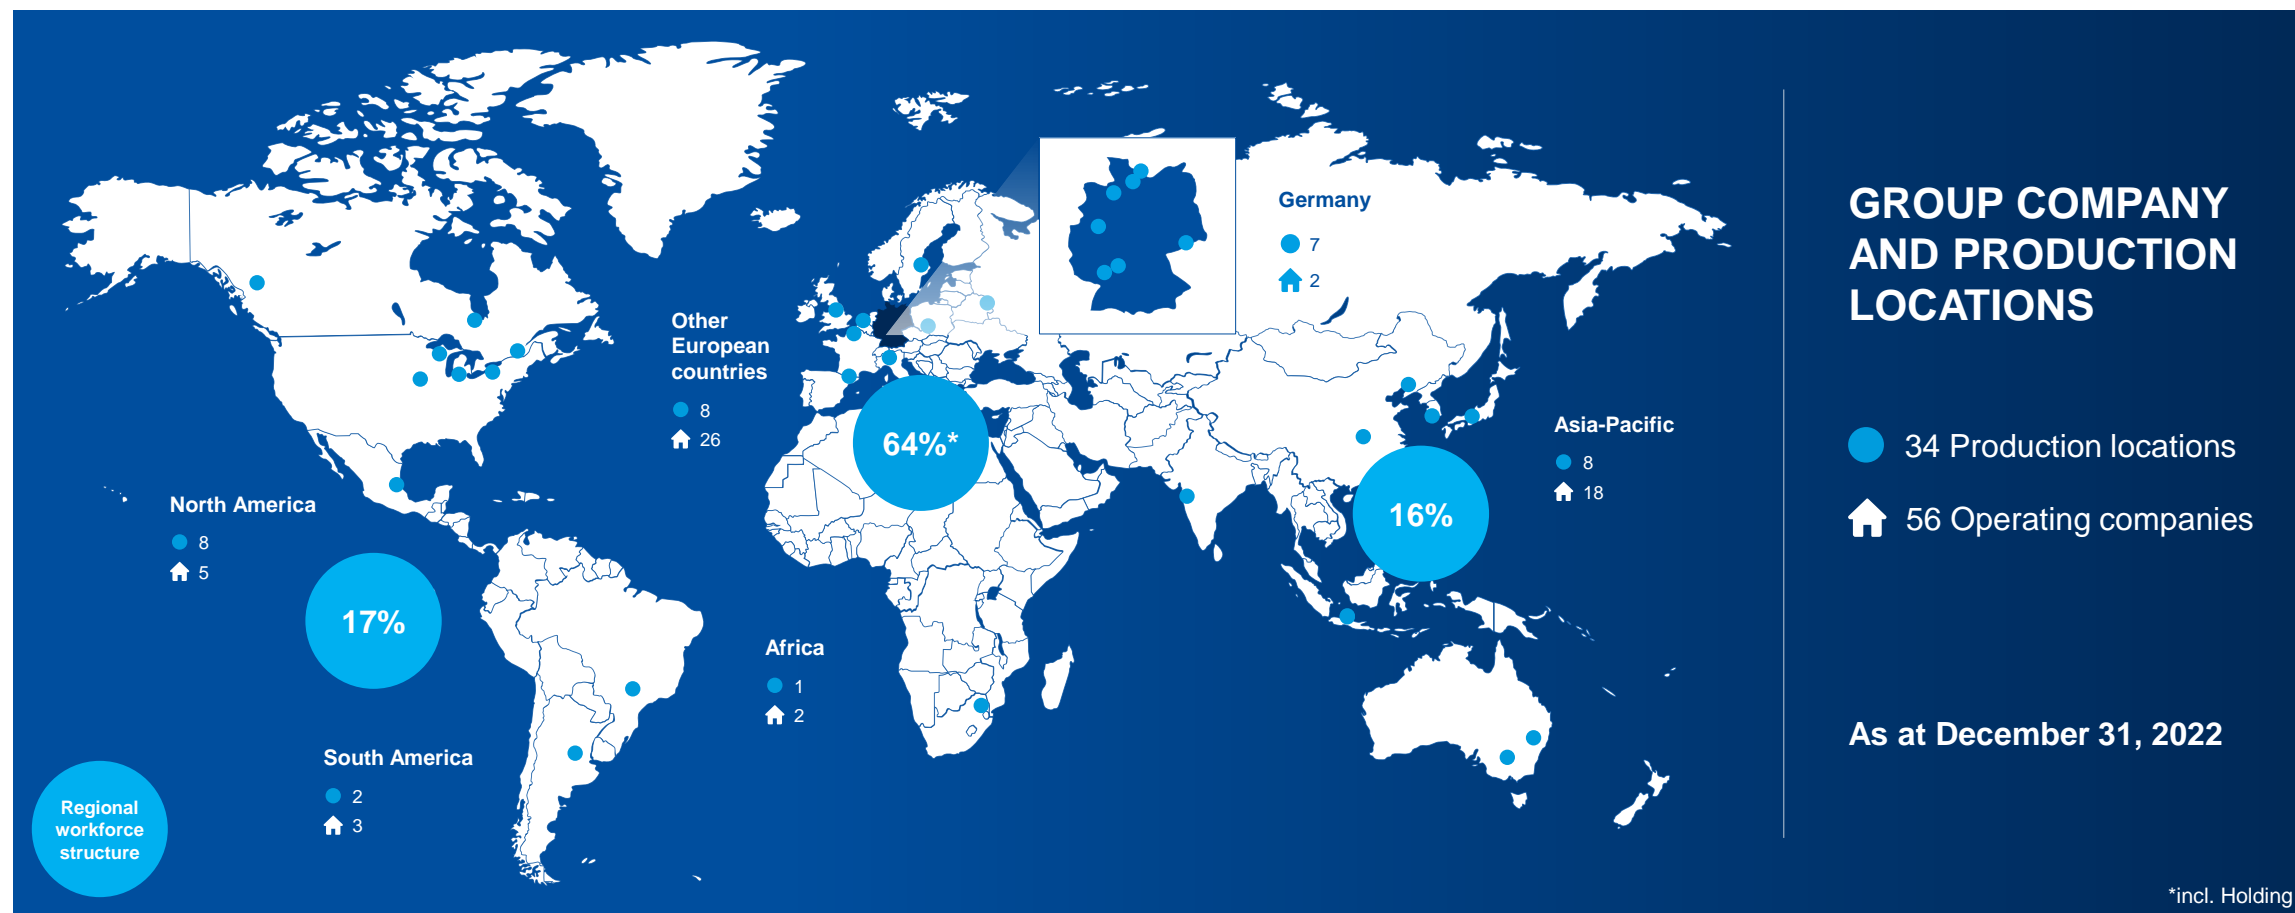 Germany
7
2
Other
European
countries
8
26
64%*
Asia-Pacific
8
18
16%
North America
8
5
17%
Africa
1
2
South America
2
3
Regional
workforce
structure
GROUP COMPANY
AND PRODUCTION
LOCATIONS
34 Production locations
56 Operating companies
As at December 31, 2022
*incl. Holding